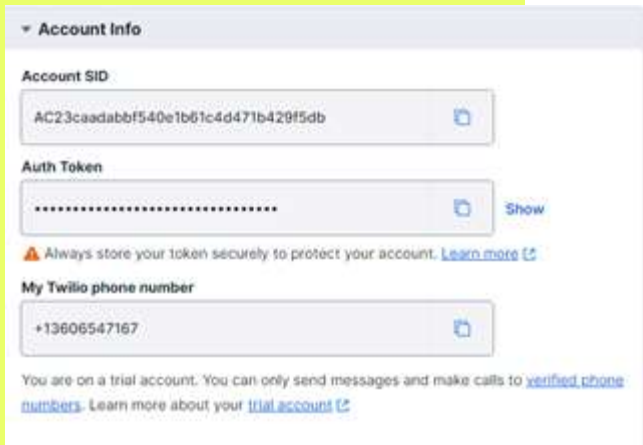 Account Info
Account SID
AC23caadabbf540e1b61c4d471b429f5db
Auth Token
••••••••••••••••••••••••••••••••
Show
Always store your token securely to protect your account. Learn more
My Twilio phone number
+13606547167
You are on a trial account. You can only send messages and make calls to verified phone
numbers. Learn more about your trial account